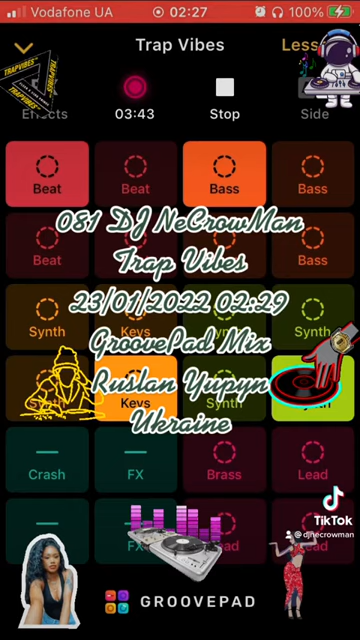 Vodafone UA 02:27 100%
Trap Vibes Less
TRAPVIBES
Effects 03:43 Stop Side
Beat Beat Bass Bass
081 DJ NeCrowMan
Beat Bass
Trap Vibes
23/01/2022 02:29
Synth Keys Synth
GroovePad Mix
Ruslan Yupyn
Keys Synth
Ukraine
Crash FX Brass Lead
TikTok
@djnecrowman
GROOVEPAD